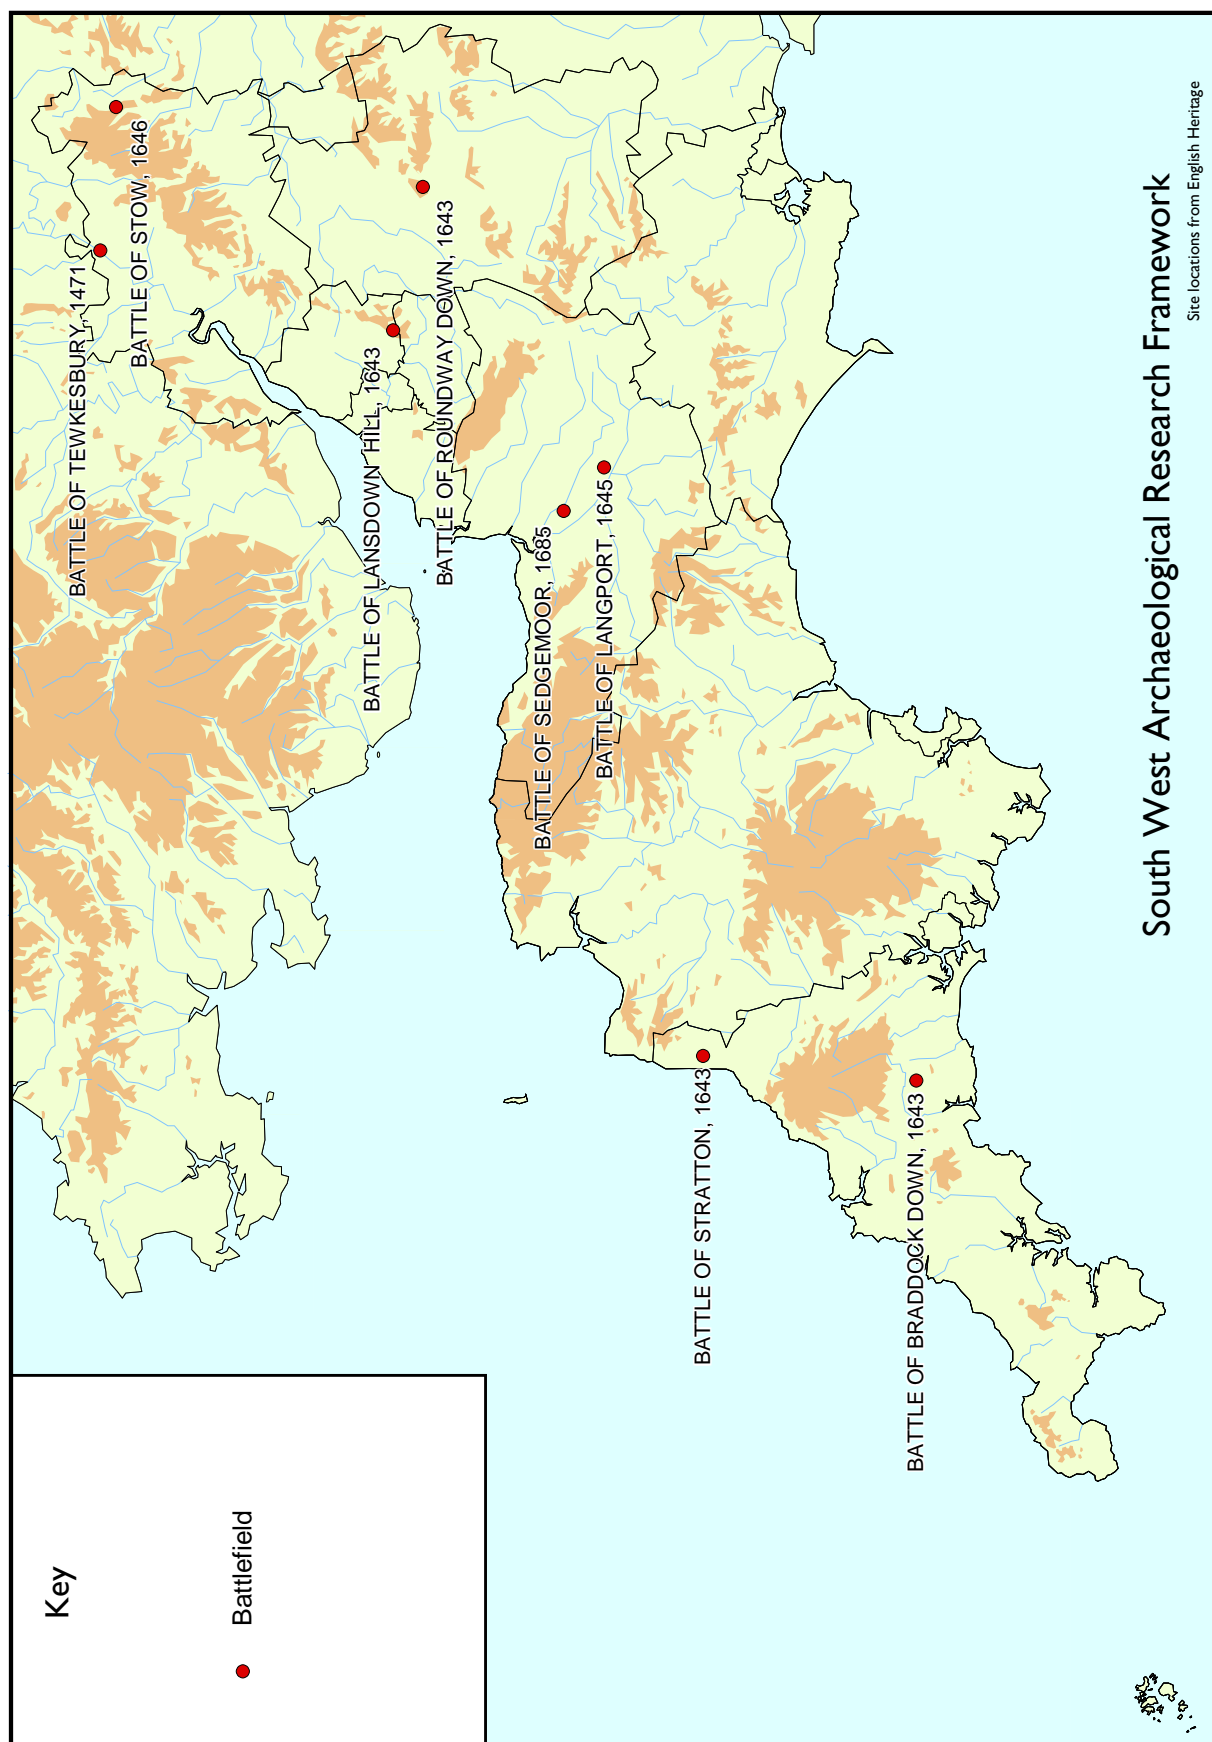 Key
Battlefield
BATTLE OF TEWKESBURY, 1471
BATTLE OF STOW, 1646
BATTLE OF LANSDOWN HILL, 1643
BATTLE OF ROUNDWAY DOWN, 1643
BATTLE OF SEDGEMOOR, 1685
BATTLE OF LANGPORT, 1645
BATTLE OF STRATTON, 1643
BATTLE OF BRADDOCK DOWN, 1643
South West Archaeological Research Framework
Site locations from English Heritage